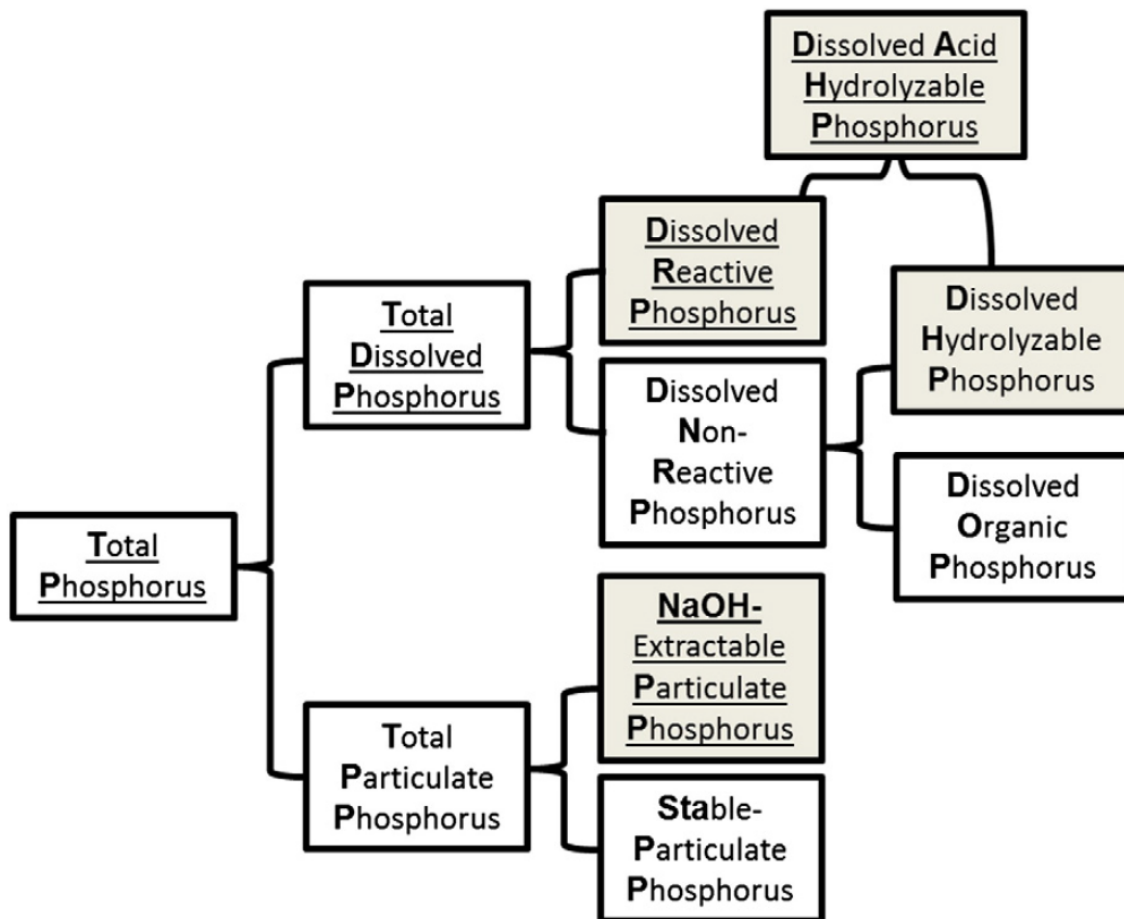 Dissolved Acid
Hydrolyzable
Phosphorus
Dissolved
Reactive
Phosphorus
Dissolved
Hydrolyzable
Phosphorus
Total
Dissolved
Phosphorus
Dissolved
Non-
Reactive
Phosphorus
Dissolved
Organic
Phosphorus
Total
Phosphorus
NaOH-
Extractable
Particulate
Phosphorus
Total
Particulate
Phosphorus
Stable-
Particulate
Phosphorus